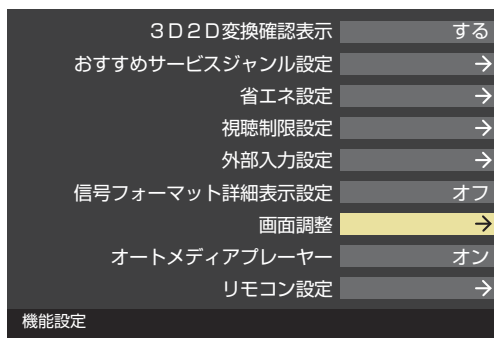 ３Ｄ２Ｄ変換確認表示 する
おすすめサービスジャンル設定 →
省エネ設定 →
視聴制限設定 →
外部入力設定 →
信号フォーマット詳細表示設定 オフ
画面調整 →
オートメディアプレーヤー オン
リモコン設定 →
機能設定